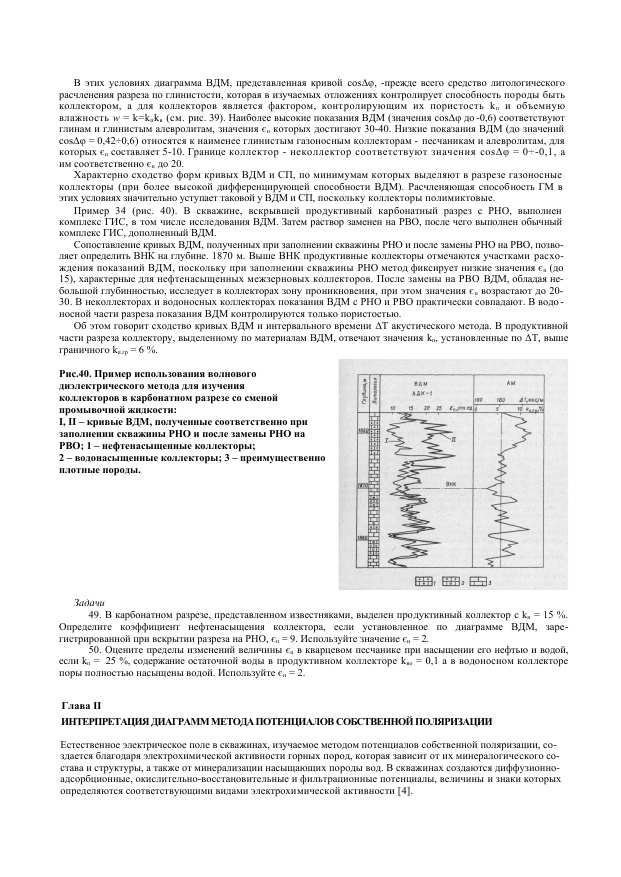 В этих условиях диаграмма ВДМ, представленная кривой cosΔφ, -прежде всего средство литологического
расчленения разреза по глинистости, которая в изучаемых отложениях контролирует способность породы быть
коллектором, а для коллекторов является фактором, контролирующим их пористость kп и объемную
влажность w = k=kпkв (см. рис. 39). Наиболее высокие показания ВДМ (зиачения cosΔφ до -0,6) соответствуют
глинам и глинистым алевролитам, значения ϵп которых достигают 30-40. Низкие показания ВДМ (до значений
cosΔφ = 0,42÷0,6) относятся к наименее глинистым газоносным коллекторам - песчаникам и алевролитам, для
которых ϵп составляет 5-10. Границе коллектор - неколлектор соответствуют значения cosΔφ = 0÷-0,1, а
им соответственно ϵп до 20.
Характерно сходство форм кривых ВДМ и СП, по минимумам которых выделяют в разрезе газоносные
коллекторы (при более высокой дифференцирующей способности ВДМ). Расчленяющая способность ГМ в
этих условиях значительно уступает таковой у ВДМ и СП, поскольку коллекторы полимиктовые.
Пример 34 (рис. 40). В скважине, вскрывшей продуктивный карбонатный разрез с РНО, выполнен
комплекс ГИС, в том числе исследования ВДМ. Затем раствор заменен на РВО, после чего выполнен обычный
комплекс ГИС, дополненный ВДМ.
Сопоставление кривых ВДМ, полученных при заполнении скважины РНО и после замены РНО на РВО, позво-
ляет определить ВНК на глубине. 1870 м. Выше ВНК продуктивные коллекторы отмечаются участками расхо-
ждения показаний ВДМ, поскольку при заполнении скважины РНО метод фиксирует низкие значения ϵп (до
15), характерные для нефтенасыщенных межзерновых коллекторов. После замены на РВО ВДМ, обладая не-
большой глубинностью, исследует в коллекторах зону проникновения, при этом значения ϵп возрастают до 20-
30. В неколлекторах и водоносных коллекторах показания ВДМ с РНО и РВО практически совпадают. В водо-
носной части разреза показания ВДМ контролируются только пористостью.
Об этом говорит сходство кривых ВДМ и интервального времени ΔТ акустического метода. В продуктивной
части разреза коллектору, выделенному по материалам ВДМ, отвечают значения kп, установленные по ΔТ, выше
граничного kп.гр = 6 %.
Рис.40. Пример использования волнового
диэлектрического метода для изучения
коллекторов в карбонатном разрезе со сменой
промывочной жидкости:
I, II – кривые ВДМ, полученные соответственно при
заполнении скважины РНО и после замены РНО на
РВО; 1 – нефтенасыщенные коллекторы;
2 – водонасыщенные коллекторы; 3 – преимущественно
плотные породы.
Глубина, м
Литология
ВДМ
АДК-1
АМ
10 15 20 25 ϵп, отн.ед.
I
II
ВНК
1870
1880
1
2
3
Задачи
49. В карбонатном разрезе, представленном известняками, выделен продуктивный коллектор с kп = 15 %.
Определите коэффициент нефтенасыщения коллектора, если установленное по диаграмме ВДМ, заре-
гистрированной при вскрытии разреза на РНО, ϵп = 9. Используйте значение ϵн = 2.
50. Оцените пределы изменений величины ϵп в кварцевом песчанике при насыщении его нефтью и водой,
если kп = 25 %, содержание остаточной воды в продуктивном коллекторе kво = 0,1 а в водоносном коллекторе
поры полностью насыщены водой. Используйте ϵн = 2.
Глава II
ИНТЕРПРЕТАЦИЯ ДИАГРАММ МЕТОДА ПОТЕНЦИАЛОВ СОБСТВЕННОЙ ПОЛЯРИЗАЦИИ
Естественное электрическое поле в скважинах, изучаемое методом потенциалов собственной поляризации, со-
здается благодаря электрохимической активности горных пород, которая зависит от их минералогического со-
става и структуры, а также от минерализации насыщающих породы вод. В скважинах создаются диффузионно-
адсорбционные, окислительно-восстановительные и фильтрационные потенциалы, величины и знаки которых
определяются соответствующими видами электрохимической активности [4].